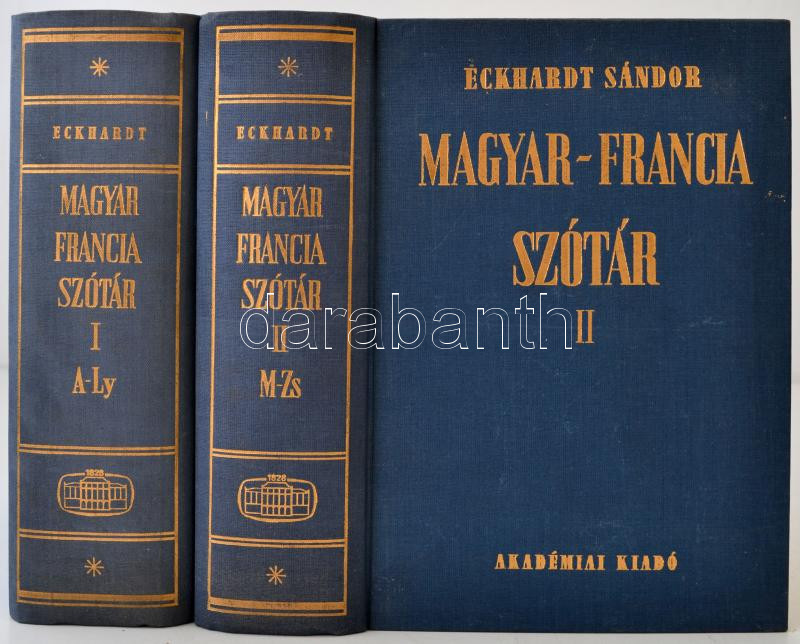 ECKHARDT
MAGYAR
FRANCIA
SZÓTÁR
I
A-Ly
1828
ECKHARDT
MAGYAR
FRANCIA
SZÓTÁR
II
M-Zs
1828
ECKHARDT SÁNDOR
MAGYAR-FRANCIA
SZÓTÁR
II
AKADÉMIAI KIADÓ
darabanth